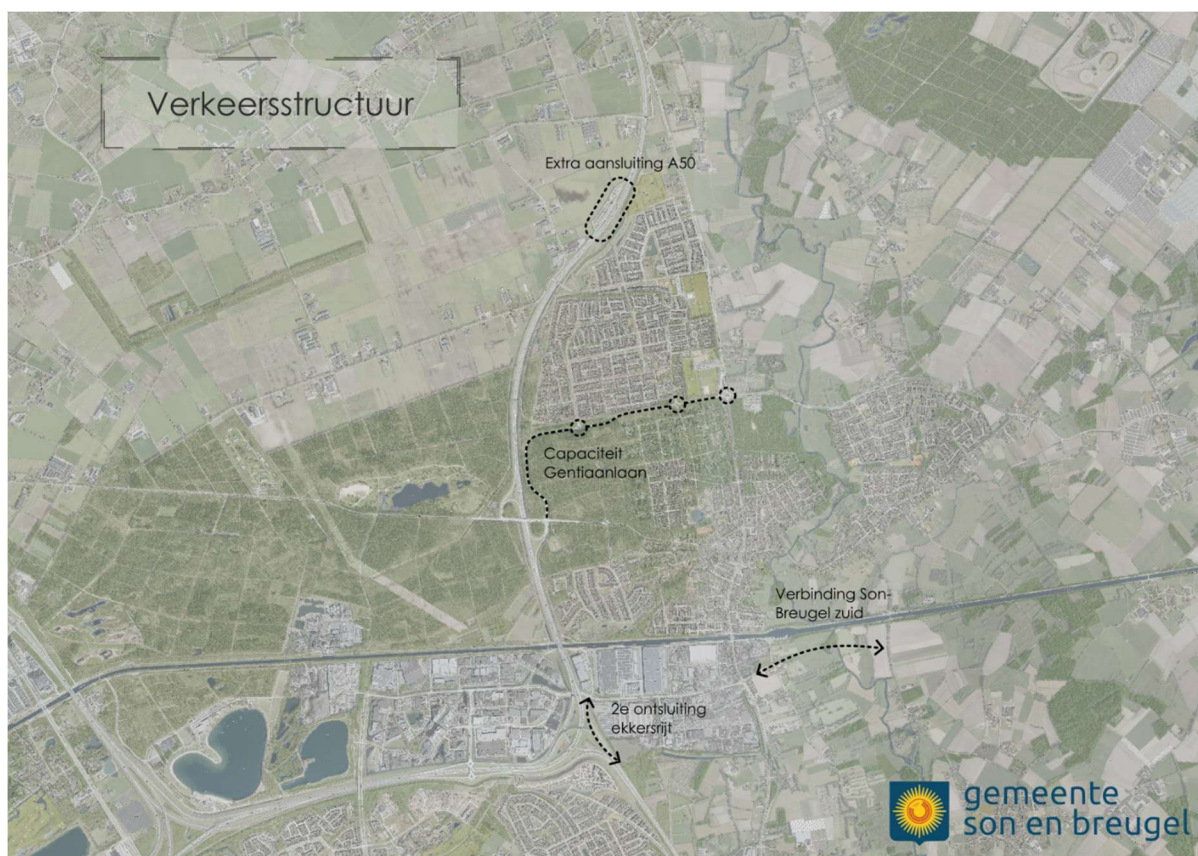 Verkeersstructuur
Extra aansluiting A50
Capaciteit
Gentiaanlaan
Verbinding Son-
Breugel zuid
2e ontsluiting
ekkersrijt
gemeente
son en breugel